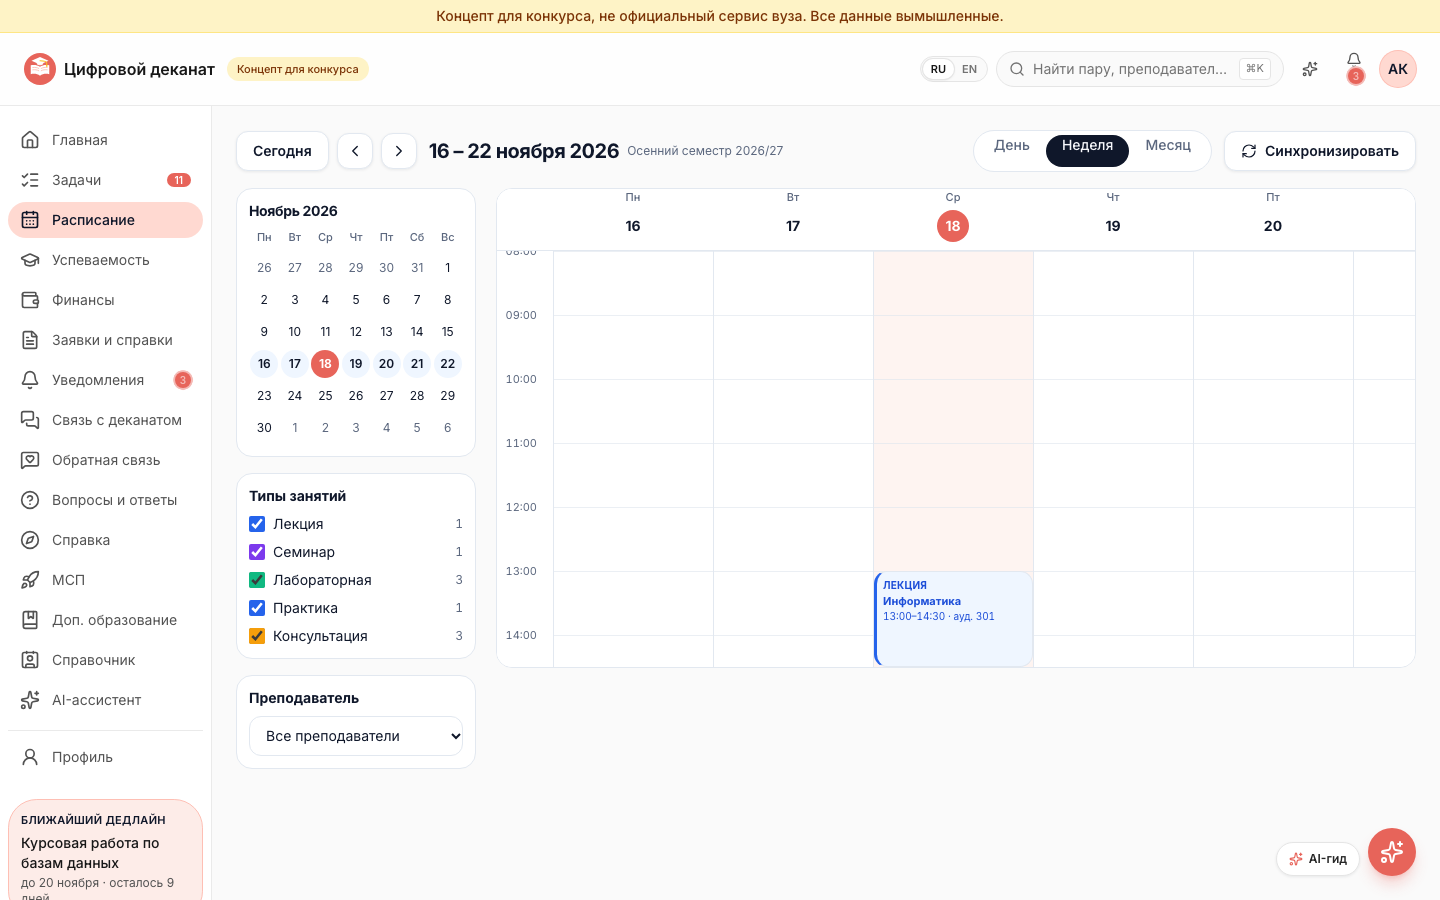 Концепт для конкурса, не официальный сервис вуза. Все данные вымышленные.
Цифровой деканат
Концепт для конкурса
RU EN
Найти пару, преподавател... ⌘K
3
АК
Главная
Задачи 11
Расписание
Успеваемость
Финансы
Заявки и справки
Уведомления 3
Связь с деканатом
Обратная связь
Вопросы и ответы
Справка
МСП
Доп. образование
Справочник
AI-ассистент
Профиль
БЛИЖАЙШИЙ ДЕДЛАЙН
Курсовая работа по
базам данных
до 20 ноября · осталось 9
дней
Сегодня
16 – 22 ноября 2026 Осенний семестр 2026/27
День Неделя Месяц
Синхронизировать
Ноябрь 2026
Пн Вт Ср Чт Пт Сб Вс
26 27 28 29 30 31 1
2 3 4 5 6 7 8
9 10 11 12 13 14 15
16 17 18 19 20 21 22
23 24 25 26 27 28 29
30 1 2 3 4 5 6
Типы занятий
Лекция 1
Семинар 1
Лабораторная 3
Практика 1
Консультация 3
Преподаватель
Все преподаватели
Пн Вт Ср Чт Пт
16 17 18 19 20
08:00
09:00
10:00
11:00
12:00
13:00
14:00
ЛЕКЦИЯ
Информатика
13:00–14:30 · ауд. 301
AI-гид